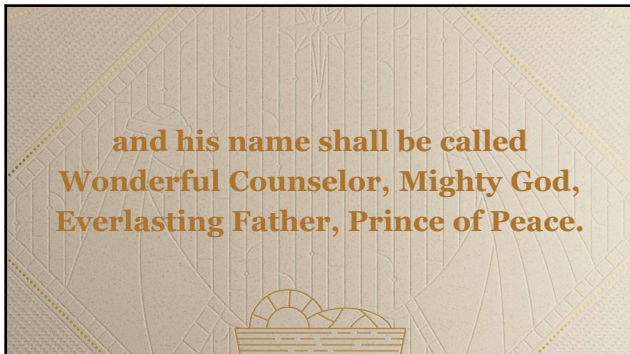 and his name shall be called
Wonderful Counselor, Mighty God,
Everlasting Father, Prince of Peace.